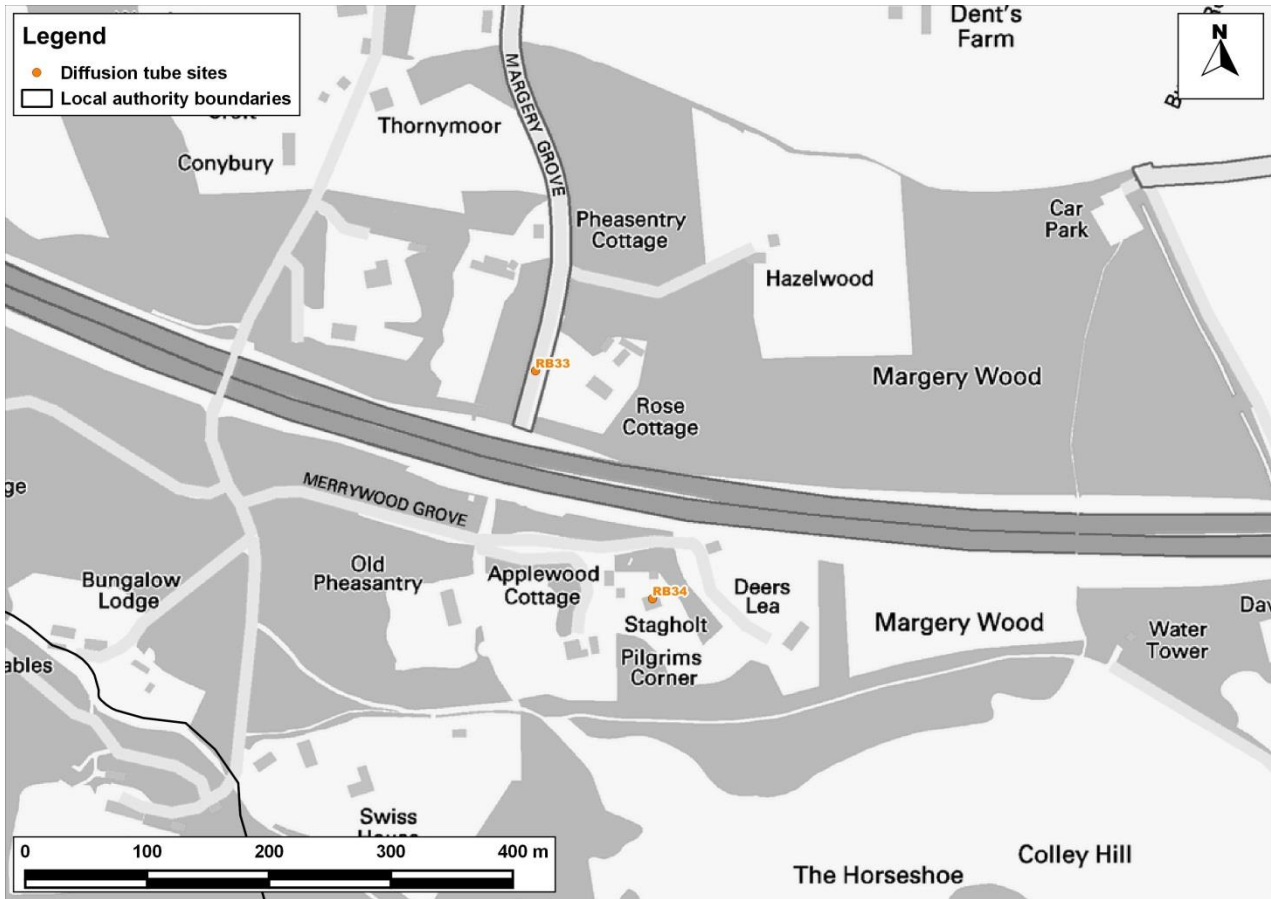 Legend
Diffusion tube sites
Local authority boundaries
N
Dent's
Farm
MARGERY GROVE
Thornymoor
Conybury
Pheasentry
Cottage
Hazelwood
Car
Park
RB33
Margery Wood
Rose
Cottage
MERRYWOOD GROVE
Old
Pheasantry
Applewood
Cottage
RB34
Stagholt
Deers
Lea
Pilgrims
Corner
Margery Wood
Water
Tower
Bungalow
Lodge
Swiss
Colley Hill
The Horseshoe
0 100 200 300 400 m